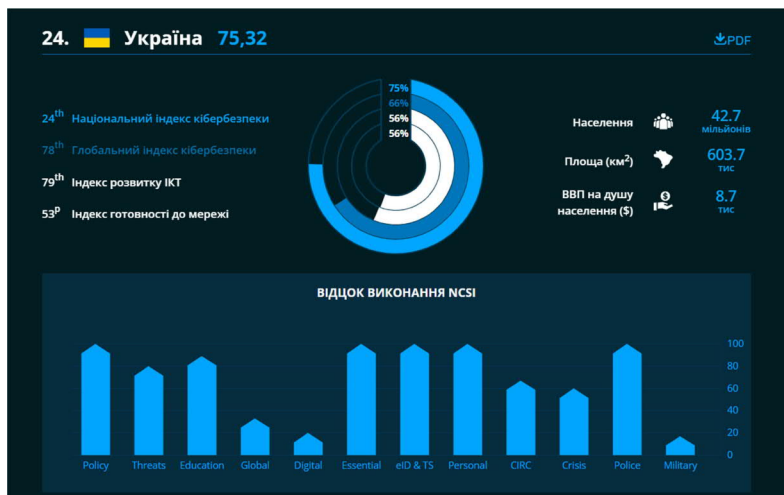 24. Україна 75,32
PDF
75%
66%
56%
56%
24th Національний індекс кібербезпеки
78th Глобальний індекс кібербезпеки
79th Індекс розвитку ІКТ
53р Індекс готовності до мережі
Населення 42.7
мільйонів
Площа (км²) 603.7
тис
ВВП на душу
населення ($)
8.7
тис
ВІДЦОК ВИКОНАННЯ NCSI
100
80
60
40
20
0
Policy Threats Education Global Digital Essential eID & TS Personal CIRC Crisis Police Military